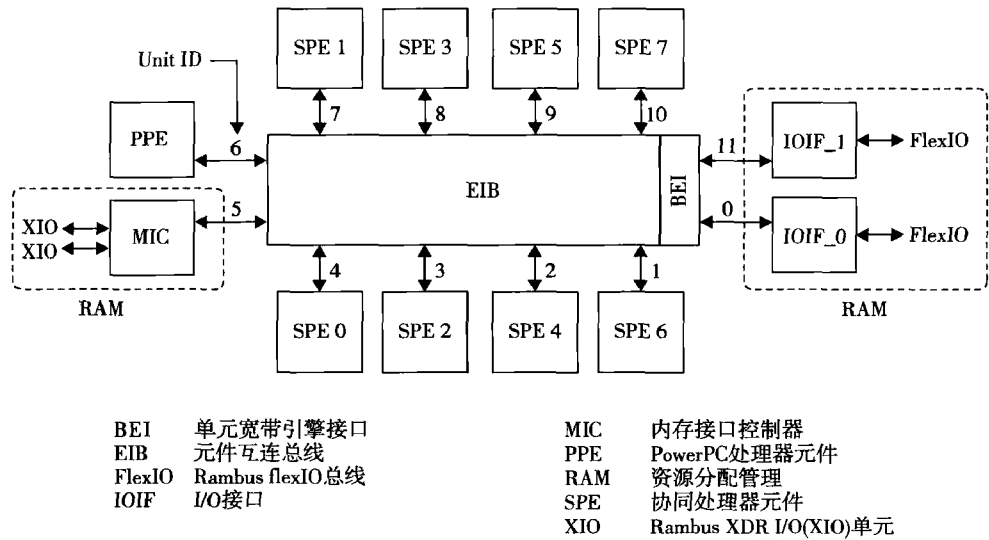 SPE 1 SPE 3 SPE 5 SPE 7
Unit ID
7 8 9 10
PPE
6
EIB
BEI
11
IOIF_1
FlexIO
XIO
XIO
MIC
5
0
IOIF_0
FlexIO
4 3 2 1
RAM
RAM
SPE 0 SPE 2 SPE 4 SPE 6
BEI 单元宽带引擎接口
EIB 元件互连总线
FlexIO Rambus flexIO总线
IOIF I/O接口
MIC 内存接口控制器
PPE PowerPC处理器元件
RAM 资源分配管理
SPE 协同处理器元件
XIO Rambus XDR I/O(XIO)单元